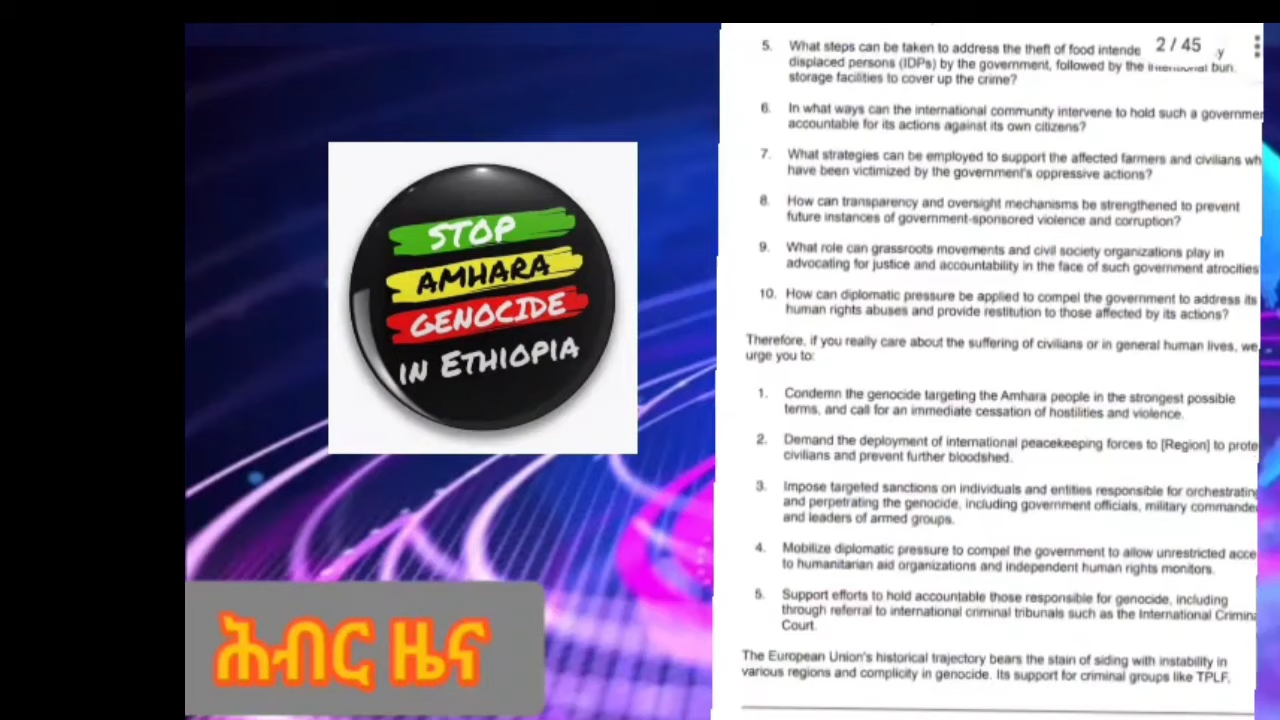 STOP
AMHARA
GENOCIDE
IN ETHIOPIA
ሕብር ዜና
2 / 45
5. What steps can be taken to address the theft of food intende y
displaced persons (IDPs) by the government, followed by the bun
storage facilities to cover up the crime?
6. In what ways can the international community intervene to hold such a governmen
accountable for its actions against its own citizens?
7. What strategies can be employed to support the affected farmers and civilians wh
have been victimized by the government's oppressive actions?
8. How can transparency and oversight mechanisms be strengthened to prevent
future instances of government-sponsored violence and corruption?
9. What role can grassroots movements and civil society organizations play in
advocating for justice and accountability in the face of such government atrocities
10. How can diplomatic pressure be applied to compel the government to address its
human rights abuses and provide restitution to those affected by its actions?
Therefore, if you really care about the suffering of civilians or in general human lives, we
urge you to:
1. Condemn the genocide targeting the Amhara people in the strongest possible
terms, and call for an immediate cessation of hostilities and violence.
2. Demand the deployment of international peacekeeping forces to [Region] to prote
civilians and prevent further bloodshed.
3. Impose targeted sanctions on individuals and entities responsible for orchestrating
and perpetrating the genocide, including government officials, military commande
and leaders of armed groups.
4. Mobilize diplomatic pressure to compel the government to allow unrestricted acce
to humanitarian aid organizations and independent human rights monitors.
5. Support efforts to hold accountable those responsible for genocide, including
through referral to international criminal tribunals such as the International Crimina
Court.
The European Union's historical trajectory bears the stain of siding with instability in
various regions and complicity in genocide. Its support for criminal groups like TPLF,